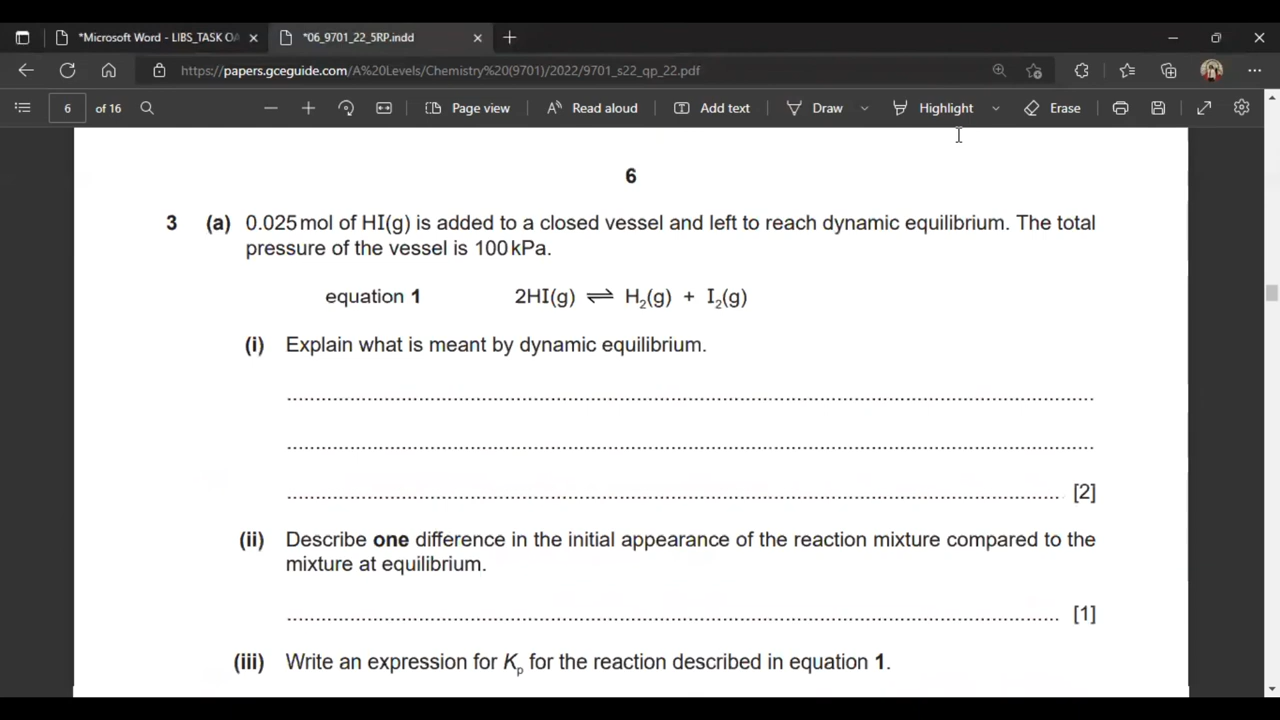 *Microsoft Word - LIBS_TASK OA
*06_9701_22_5RP.indd
https://papers.gceguide.com/A%20Levels/Chemistry%20(9701)/2022/9701_s22_qp_22.pdf
6 of 16
Page view
Read aloud
Add text
Draw
Highlight
Erase
6
3 (a) 0.025 mol of HI(g) is added to a closed vessel and left to reach dynamic equilibrium. The total
pressure of the vessel is 100 kPa.
equation 1 2HI(g) ⇌ H₂(g) + I₂(g)
(i) Explain what is meant by dynamic equilibrium.
..........................................................................................................................................
..........................................................................................................................................
.................................................................................................................................... [2]
(ii) Describe one difference in the initial appearance of the reaction mixture compared to the
mixture at equilibrium.
.................................................................................................................................... [1]
(iii) Write an expression for Kₚ for the reaction described in equation 1.